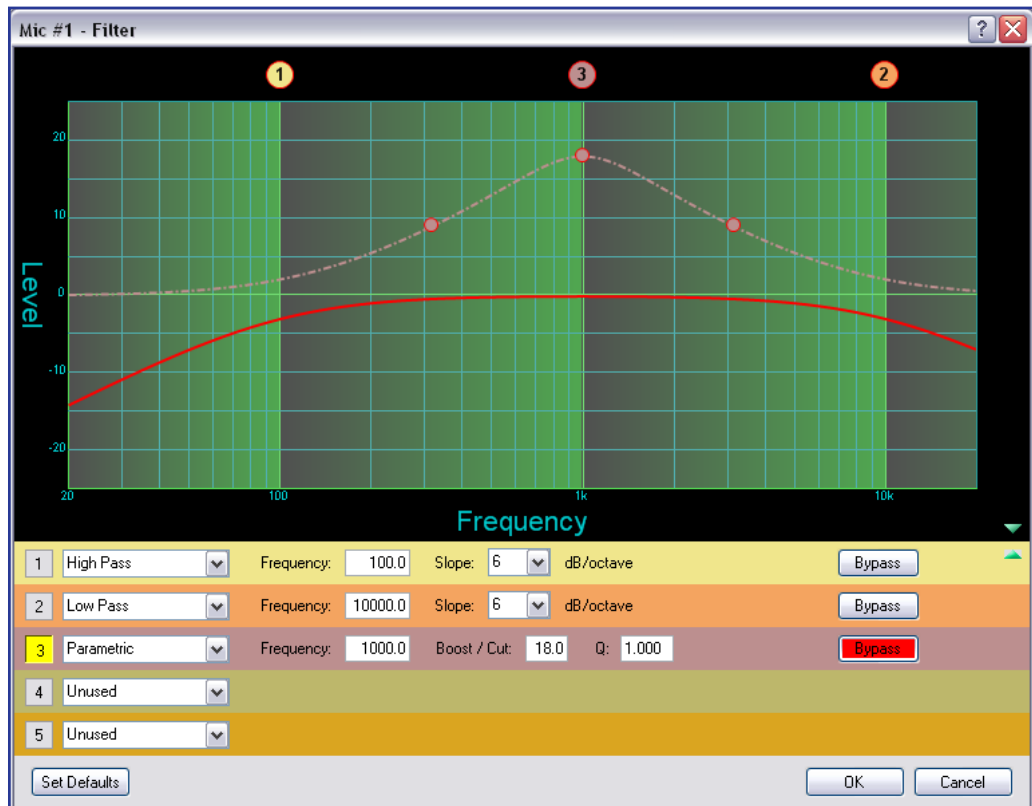 Mic #1 - Filter
?
1
3
2
20
10
0
-10
-20
Level
20
100
1k
10k
Frequency
1 High Pass Frequency: 100.0 Slope: 6 dB/octave Bypass
2 Low Pass Frequency: 10000.0 Slope: 6 dB/octave Bypass
3 Parametric Frequency: 1000.0 Boost / Cut: 18.0 Q: 1.000 Bypass
4 Unused
5 Unused
Set Defaults OK Cancel